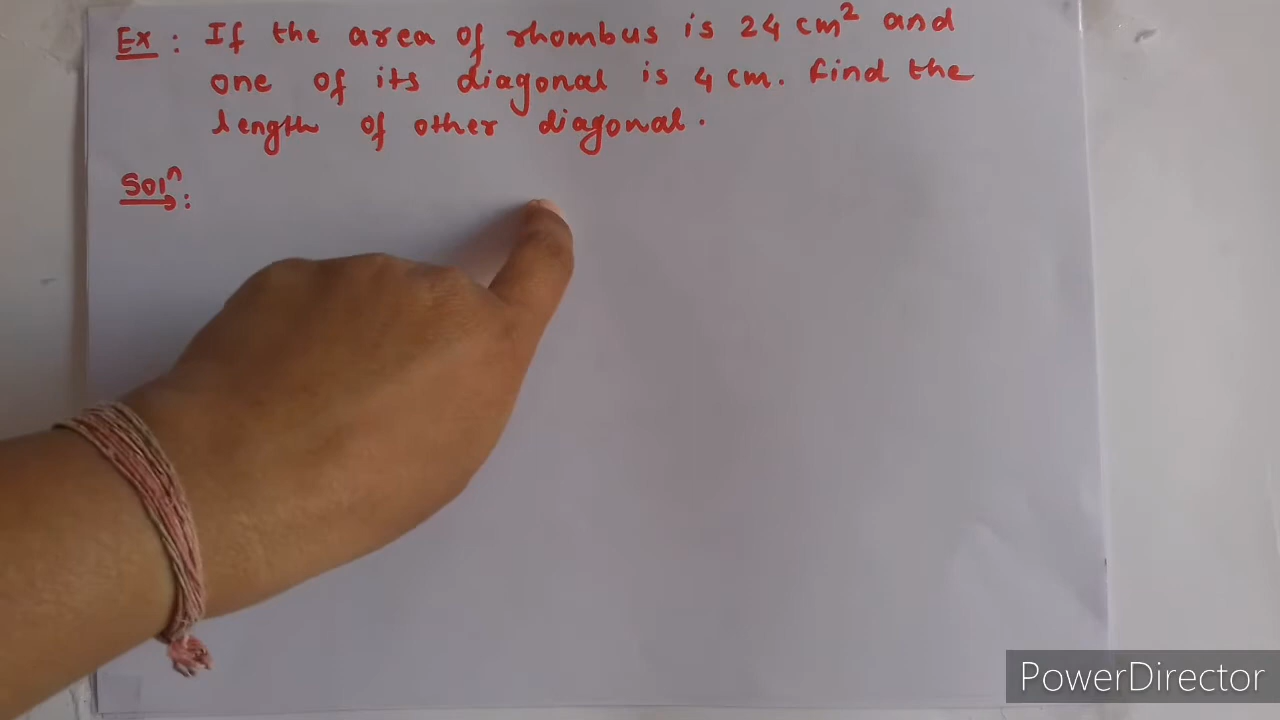 Ex : If the area of rhombus is 24 cm² and
one of its diagonal is 4 cm. Find the
length of other diagonal.
Solⁿ:
PowerDirector